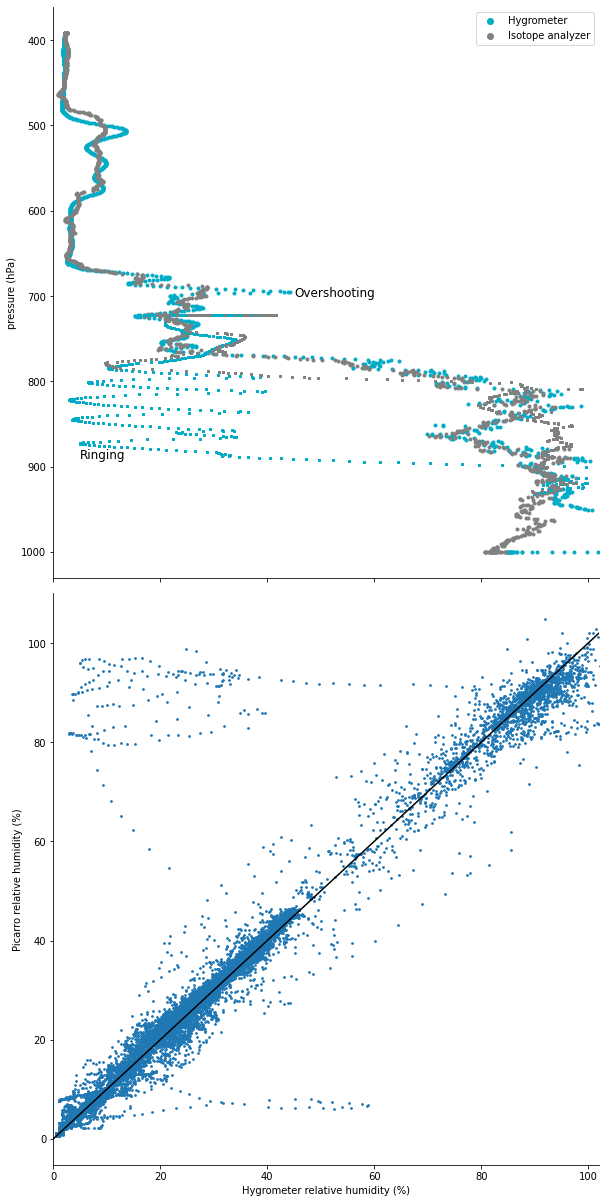 Hygrometer
Isotope analyzer
400
500
600
700
800
900
1000
pressure (hPa)
Overshooting
Ringing
100
80
60
40
20
0
Picarro relative humidity (%)
0 20 40 60 80 100
Hygrometer relative humidity (%)